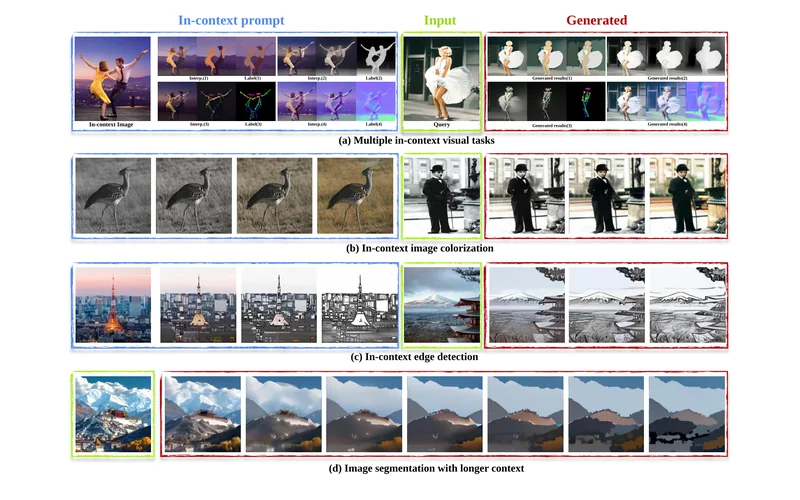 In-context prompt Input Generated
Interp.(1) Label(1) Interp.(2) Label(2) Generated results(1) Generated results(2)
In-context Image Interp.(3) Label(3) Interp.(4) Label(4) Query Generated results(3) Generated results(4)
(a) Multiple in-context visual tasks
(b) In-context image colorization
(c) In-context edge detection
(d) Image segmentation with longer context